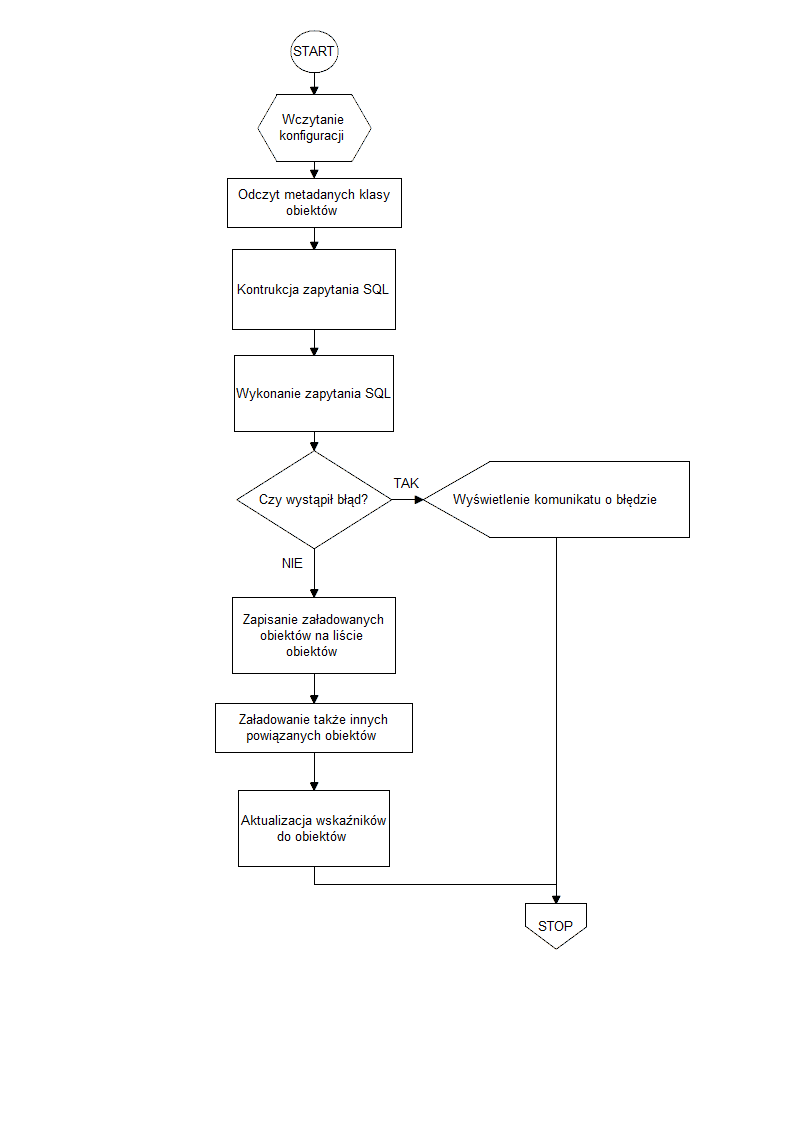 START
Wczytanie
konfiguracji
Odczyt metadanych klasy
obiektów
Kontrukcja zapytania SQL
Wykonanie zapytania SQL
Czy wystąpił błąd?
TAK
Wyświetlenie komunikatu o błędzie
NIE
Zapisanie załadowanych
obiektów na liście
obiektów
Załadowanie także innych
powiązanych obiektów
Aktualizacja wskaźników
do obiektów
STOP